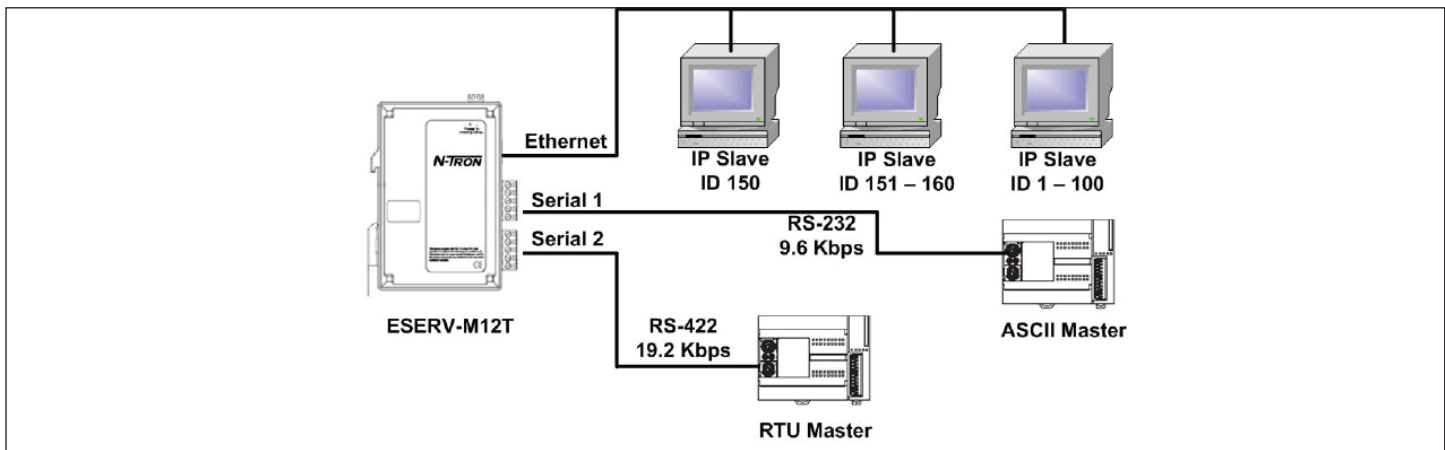 Ethernet
IP Slave
ID 150
IP Slave
ID 151 – 160
IP Slave
ID 1 – 100
N-TRON
Serial 1
RS-232
9.6 Kbps
Serial 2
ESERV-M12T
RS-422
19.2 Kbps
ASCII Master
RTU Master